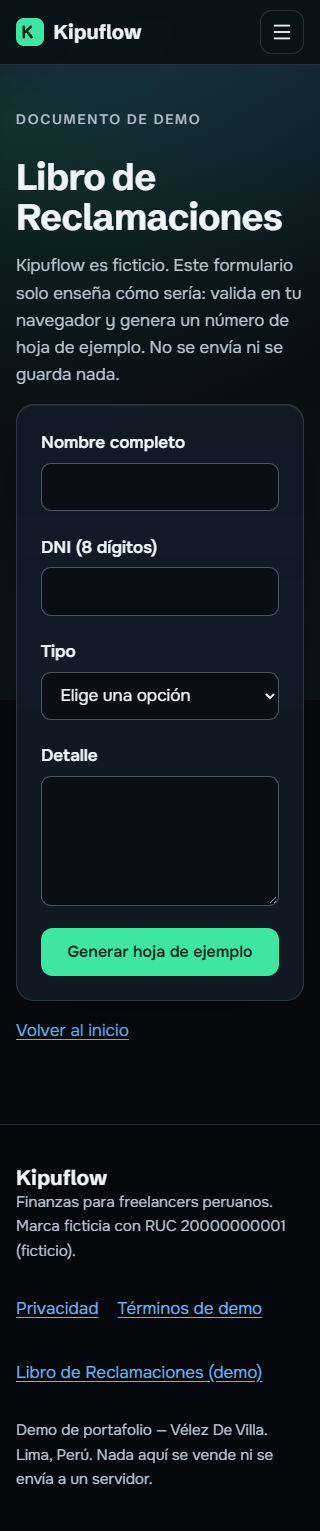 K Kipuflow
DOCUMENTO DE DEMO
Libro de
Reclamaciones
Kipuflow es ficticio. Este formulario
solo enseña cómo sería: valida en tu
navegador y genera un número de
hoja de ejemplo. No se envía ni se
guarda nada.
Nombre completo
DNI (8 dígitos)
Tipo
Elige una opción
Detalle
Generar hoja de ejemplo
Volver al inicio
Kipuflow
Finanzas para freelancers peruanos.
Marca ficticia con RUC 20000000001
(ficticio).
Privacidad Términos de demo
Libro de Reclamaciones (demo)
Demo de portafolio — Vélez De Villa.
Lima, Perú. Nada aquí se vende ni se
envía a un servidor.